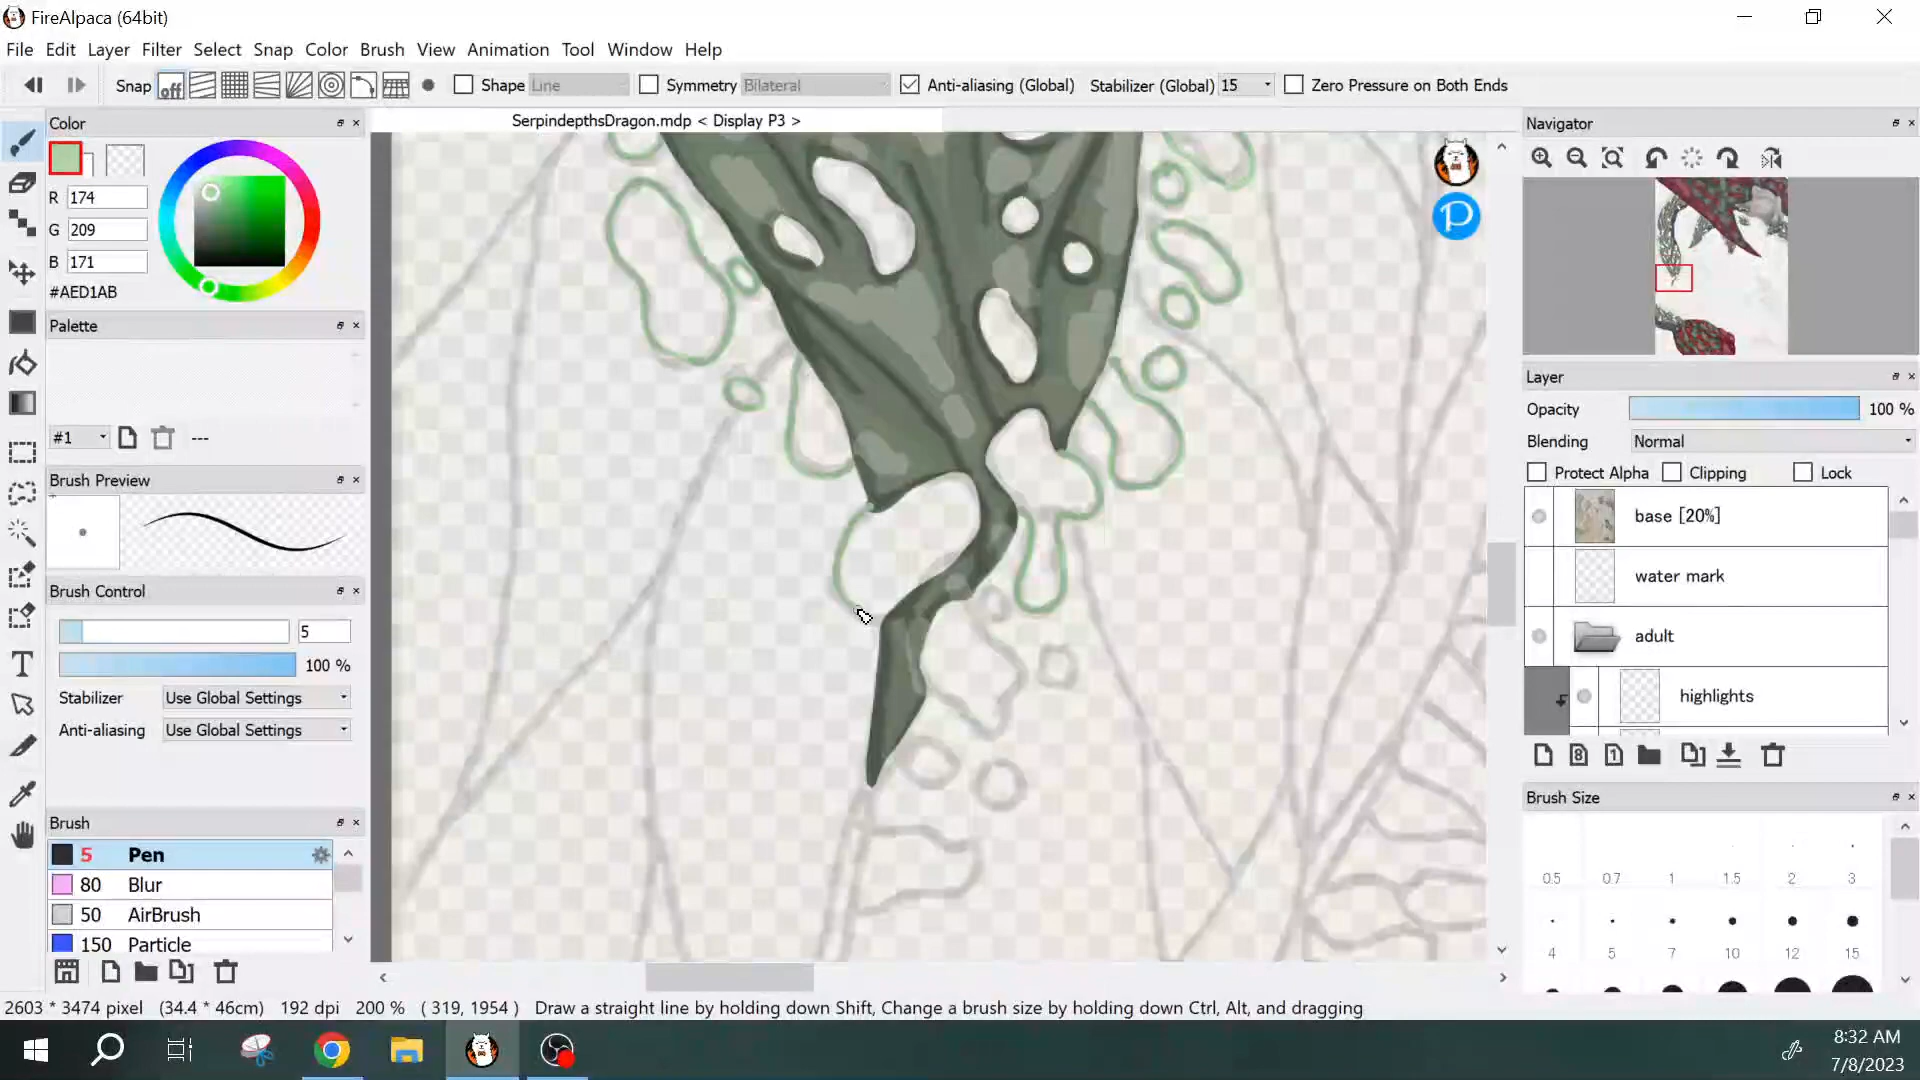 FireAlpaca (64bit)
File Edit Layer Filter Select Snap Color Brush View Animation Tool Window Help
Snap off Shape Line Symmetry Bilateral Anti-aliasing (Global) Stabilizer (Global) 15 Zero Pressure on Both Ends
SerpindepthsDragon.mdp < Display P3 >
Color
R 174
G 209
B 171
#AED1AB
Palette
#1 ---
Brush Preview
Brush Control
5
100 %
Stabilizer Use Global Settings
Anti-aliasing Use Global Settings
Brush
5 Pen
80 Blur
50 AirBrush
150 Particle
Navigator
Layer
Opacity 100 %
Blending Normal
Protect Alpha Clipping Lock
base [20%]
water mark
adult
highlights
8 1
Brush Size
0.5 0.7 1 1.5 2 3
4 5 7 10 12 15
2603 * 3474 pixel (34.4 * 46cm) 192 dpi 200 % ( 319, 1954 ) Draw a straight line by holding down Shift, Change a brush size by holding down Ctrl, Alt, and dragging
8:32 AM
7/8/2023